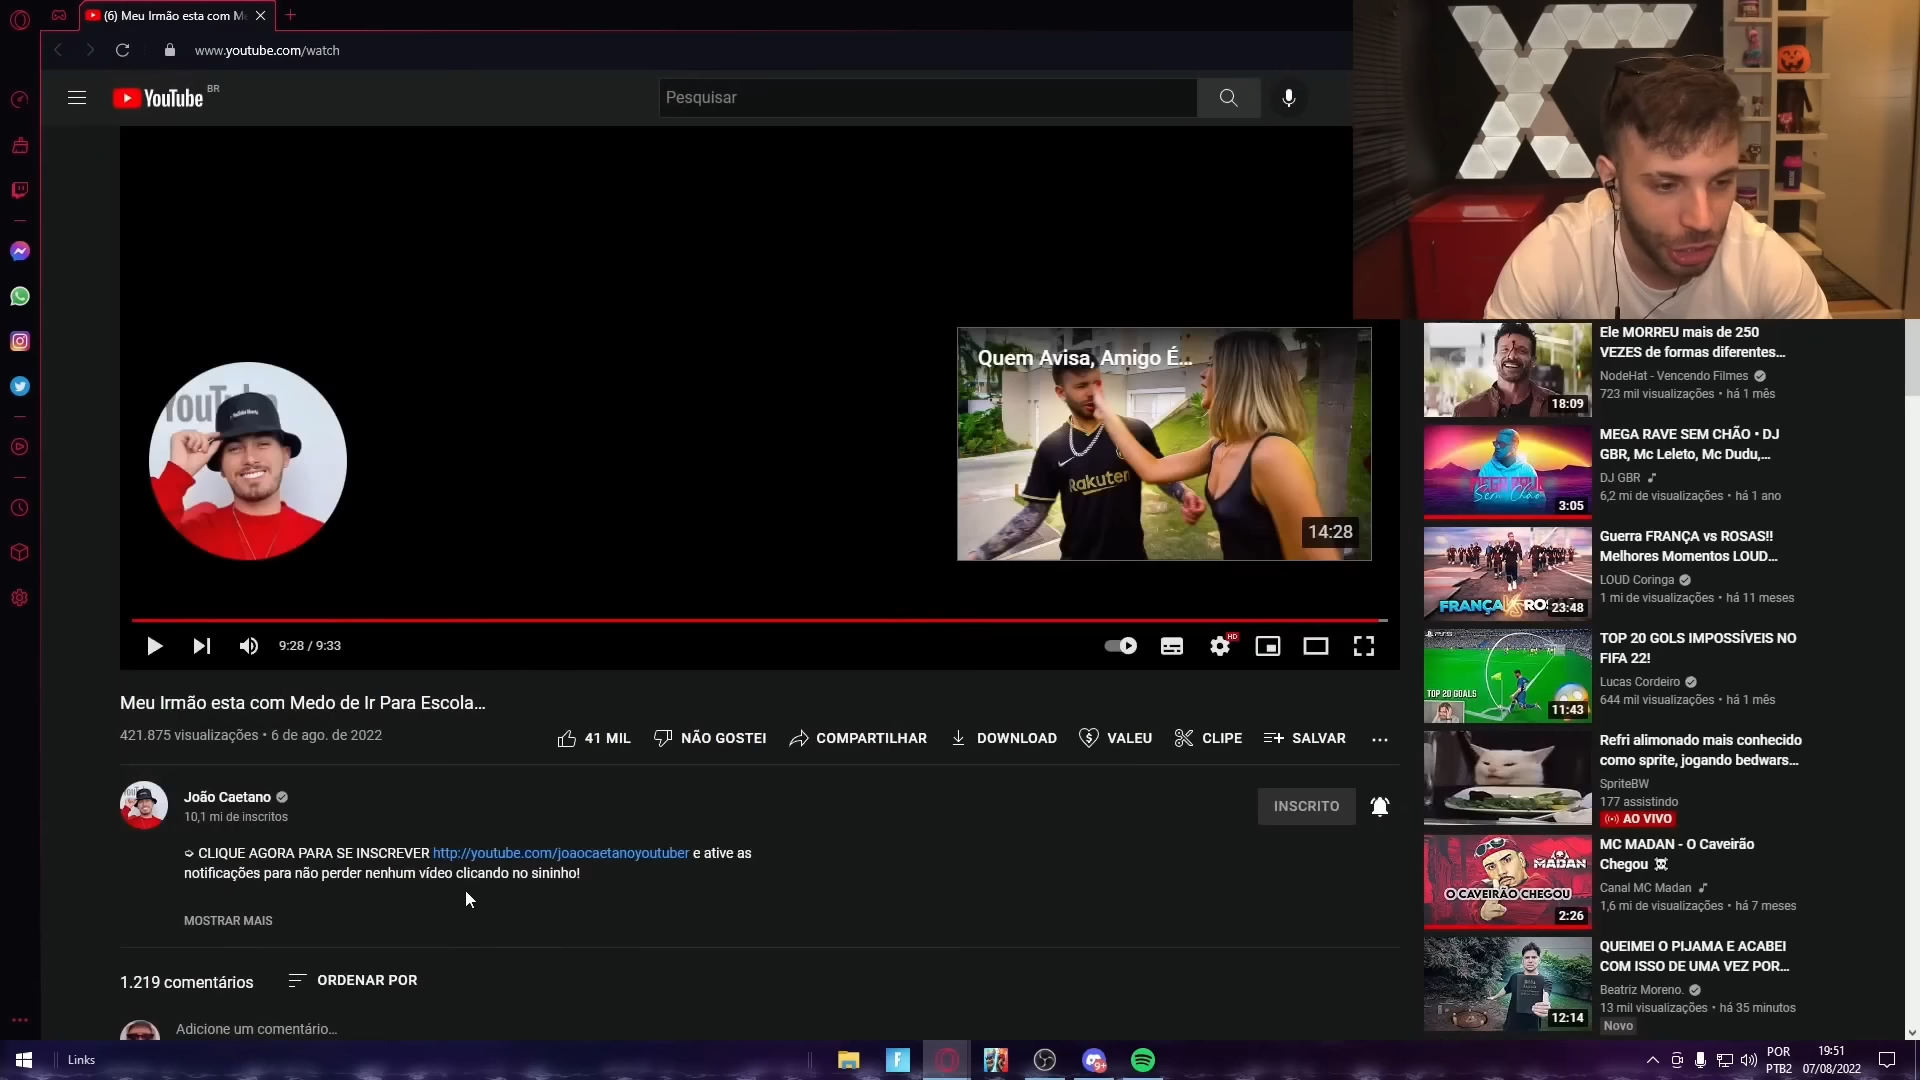 (6) Meu Irmão esta com M
www.youtube.com/watch
YouTube BR
Pesquisar
Quem Avisa, Amigo É...
Rakuten
14:28
9:28 / 9:33
HD
Meu Irmão esta com Medo de Ir Para Escola...
421.875 visualizações • 6 de ago. de 2022
41 MIL
NÃO GOSTEI
COMPARTILHAR
DOWNLOAD
VALEU
CLIPE
SALVAR
João Caetano
10,1 mi de inscritos
INSCRITO
➭ CLIQUE AGORA PARA SE INSCREVER http://youtube.com/joaocaetanoyoutuber e ative as
notificações para não perder nenhum vídeo clicando no sininho!
MOSTRAR MAIS
1.219 comentários
ORDENAR POR
Adicione um comentário...
Ele MORREU mais de 250
VEZES de formas diferentes...
NodeHat - Vencendo Filmes
723 mil visualizações • há 1 mês
18:09
MEGA RAVE SEM CHÃO • DJ
GBR, Mc Leleto, Mc Dudu,...
DJ GBR
6,2 mi de visualizações • há 1 ano
Sem Chão
3:05
Guerra FRANÇA vs ROSAS!!
Melhores Momentos LOUD...
LOUD Coringa
1 mi de visualizações • há 11 meses
23:48
TOP 20 GOLS IMPOSSÍVEIS NO
FIFA 22!
Lucas Cordeiro
644 mil visualizações • há 1 mês
PS5
TOP 20 GOALS
11:43
Refri alimonado mais conhecido
como sprite, jogando bedwars...
SpriteBW
177 assistindo
AO VIVO
MC MADAN - O Caveirão
Chegou
Canal MC Madan
1,6 mi de visualizações • há 7 meses
MADAN
O CAVEIRÃO CHEGOU
2:26
QUEIMEI O PIJAMA E ACABEI
COM ISSO DE UMA VEZ POR...
Beatriz Moreno.
13 mil visualizações • há 35 minutos
Novo
12:14
Links
9+
POR
PTB2
19:51
07/08/2022